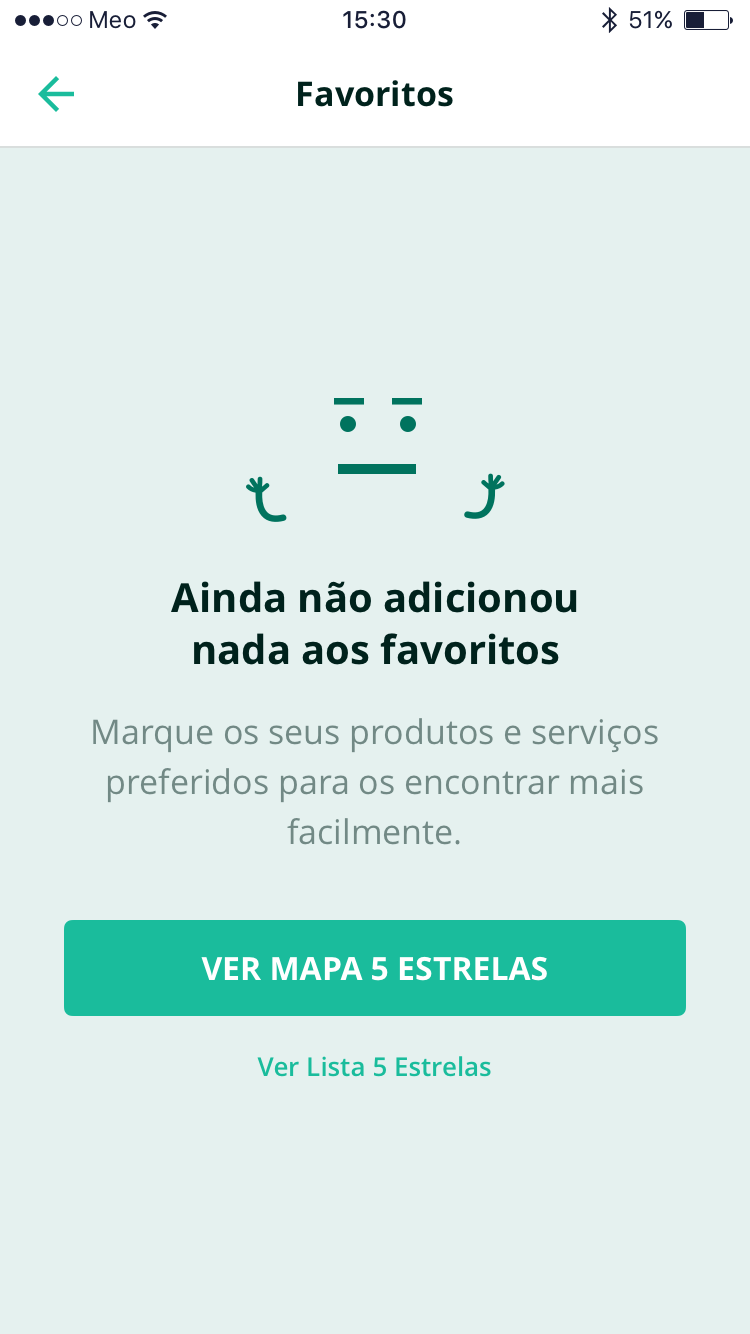 Meo 15:30 51%
Favoritos
Ainda não adicionou
nada aos favoritos
Marque os seus produtos e serviços
preferidos para os encontrar mais
facilmente.
VER MAPA 5 ESTRELAS
Ver Lista 5 Estrelas